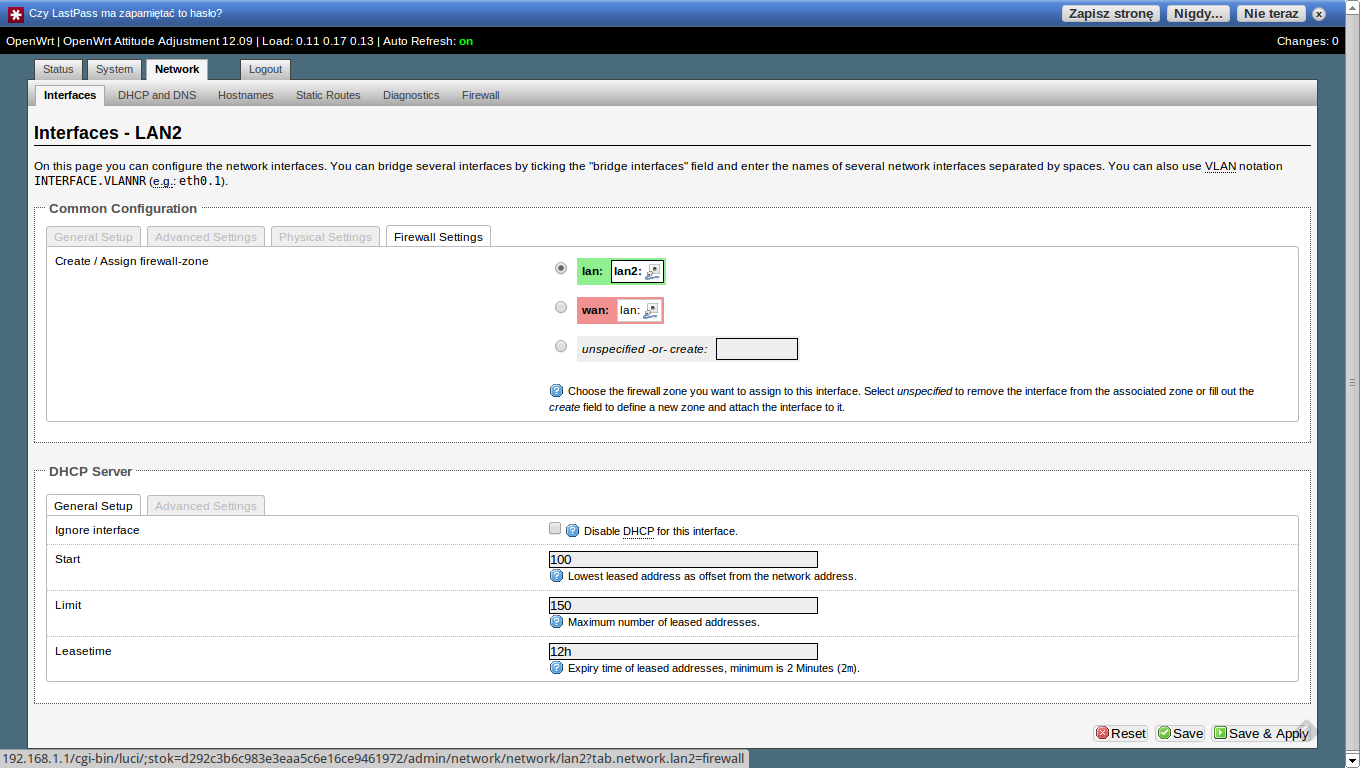 Czy LastPass ma zapamiętać to hasło? Zapisz stronę Nigdy... Nie teraz
OpenWrt | OpenWrt Attitude Adjustment 12.09 | Load: 0.11 0.17 0.13 | Auto Refresh: on Changes: 0
Status System Network Logout
Interfaces DHCP and DNS Hostnames Static Routes Diagnostics Firewall
Interfaces - LAN2
On this page you can configure the network interfaces. You can bridge several interfaces by ticking the "bridge interfaces" field and enter the names of several network interfaces separated by spaces. You can also use VLAN notation
INTERFACE.VLANNR (e.g.: eth0.1).
Common Configuration
General Setup Advanced Settings Physical Settings Firewall Settings
Create / Assign firewall-zone
lan: lan2:
wan: lan:
unspecified -or- create:
Choose the firewall zone you want to assign to this interface. Select unspecified to remove the interface from the associated zone or fill out the
create field to define a new zone and attach the interface to it.
DHCP Server
General Setup Advanced Settings
Ignore interface Disable DHCP for this interface.
Start 100
Lowest leased address as offset from the network address.
Limit 150
Maximum number of leased addresses.
Leasetime 12h
Expiry time of leased addresses, minimum is 2 Minutes (2m).
Reset Save Save & Apply
192.168.1.1/cgi-bin/luci/;stok=d292c3b6c983e3eaa5c6e16ce9461972/admin/network/network/lan2?tab.network.lan2=firewall